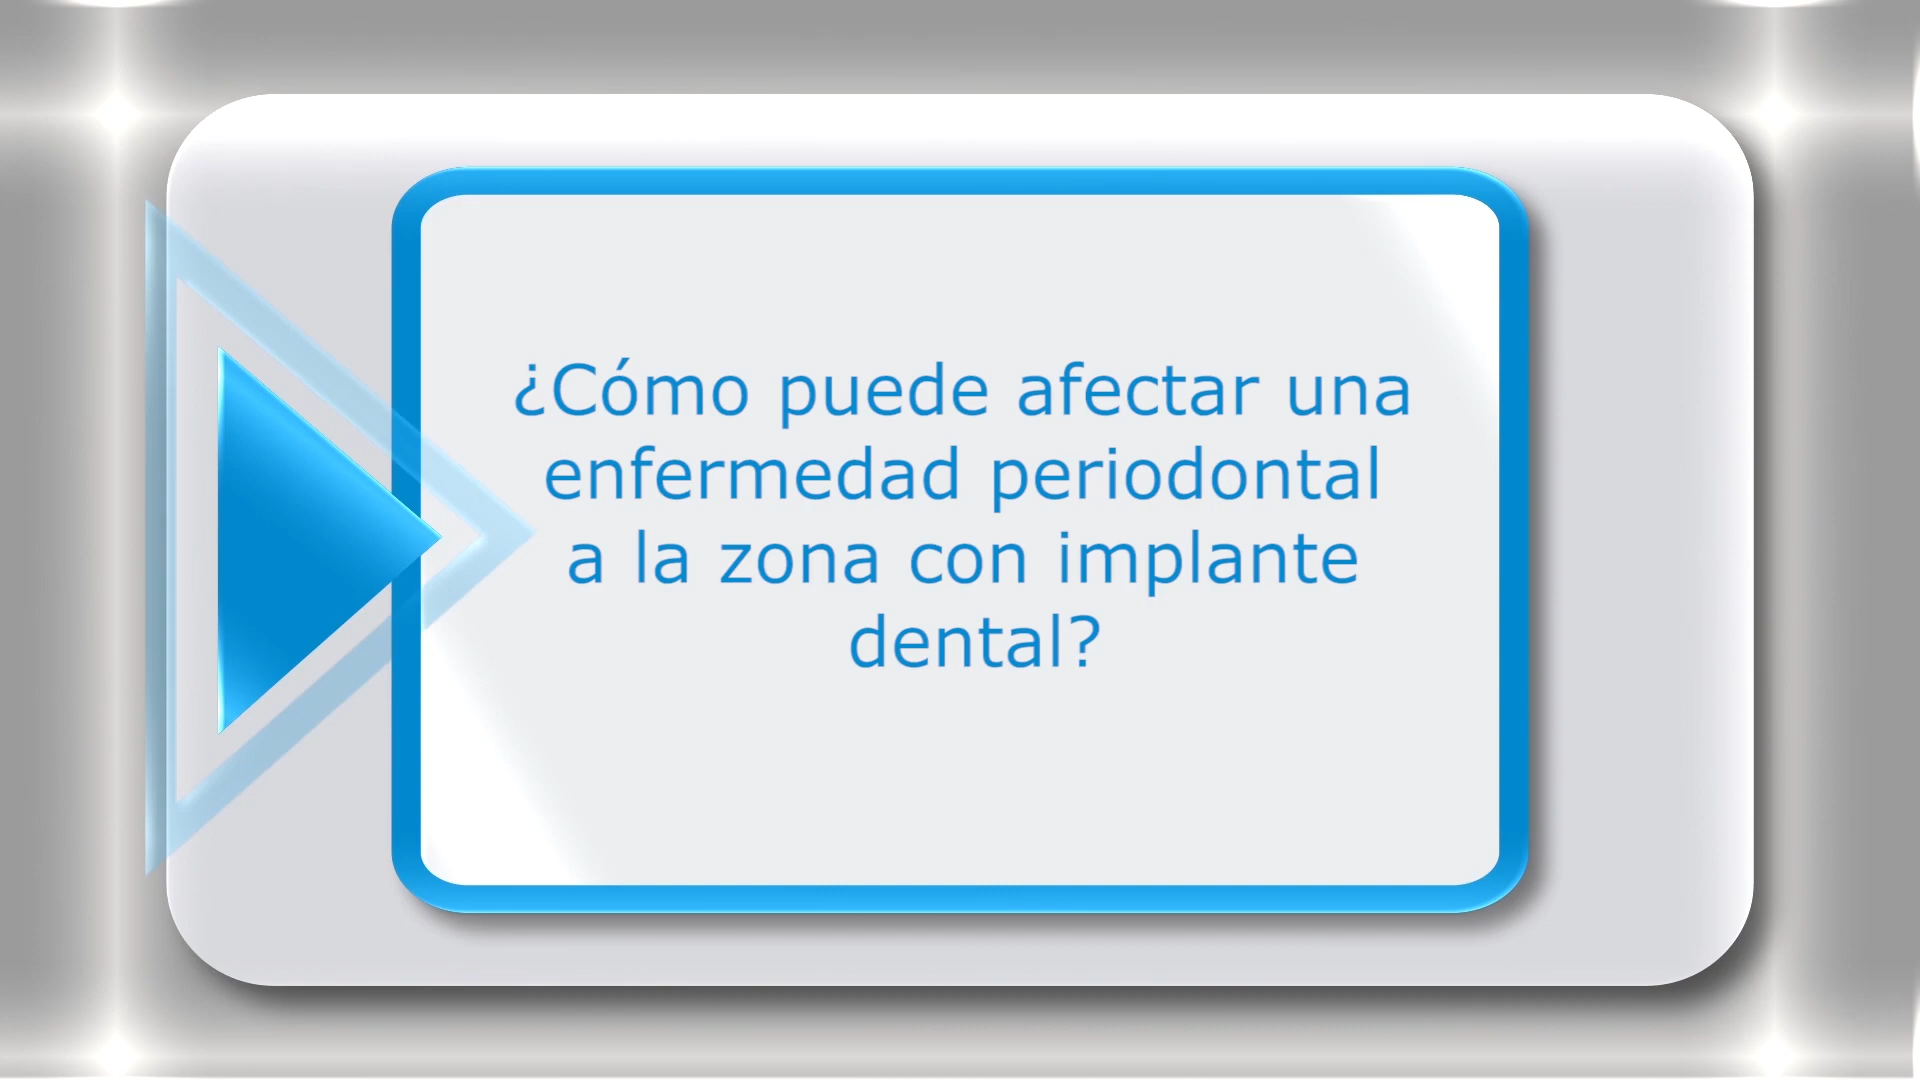 ¿Cómo puede afectar una
enfermedad periodontal
a la zona con implante
dental?